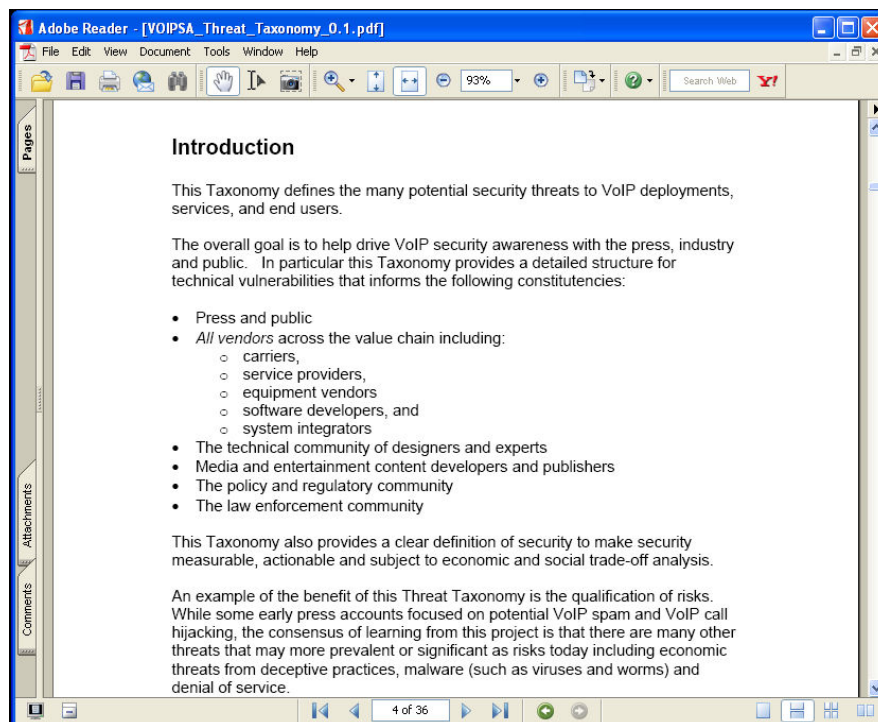 Adobe Reader - [VOIPSA_Threat_Taxonomy_0.1.pdf]
File Edit View Document Tools Window Help
93%
Search Web
Y!
Pages
Attachments
Comments
Introduction
This Taxonomy defines the many potential security threats to VoIP deployments,
services, and end users.
The overall goal is to help drive VoIP security awareness with the press, industry
and public. In particular this Taxonomy provides a detailed structure for
technical vulnerabilities that informs the following constitutencies:
• Press and public
• All vendors across the value chain including:
o carriers,
o service providers,
o equipment vendors
o software developers, and
o system integrators
• The technical community of designers and experts
• Media and entertainment content developers and publishers
• The policy and regulatory community
• The law enforcement community
This Taxonomy also provides a clear definition of security to make security
measurable, actionable and subject to economic and social trade-off analysis.
An example of the benefit of this Threat Taxonomy is the qualification of risks.
While some early press accounts focused on potential VoIP spam and VoIP call
hijacking, the consensus of learning from this project is that there are many other
threats that may more prevalent or significant as risks today including economic
threats from deceptive practices, malware (such as viruses and worms) and
denial of service.
4 of 36